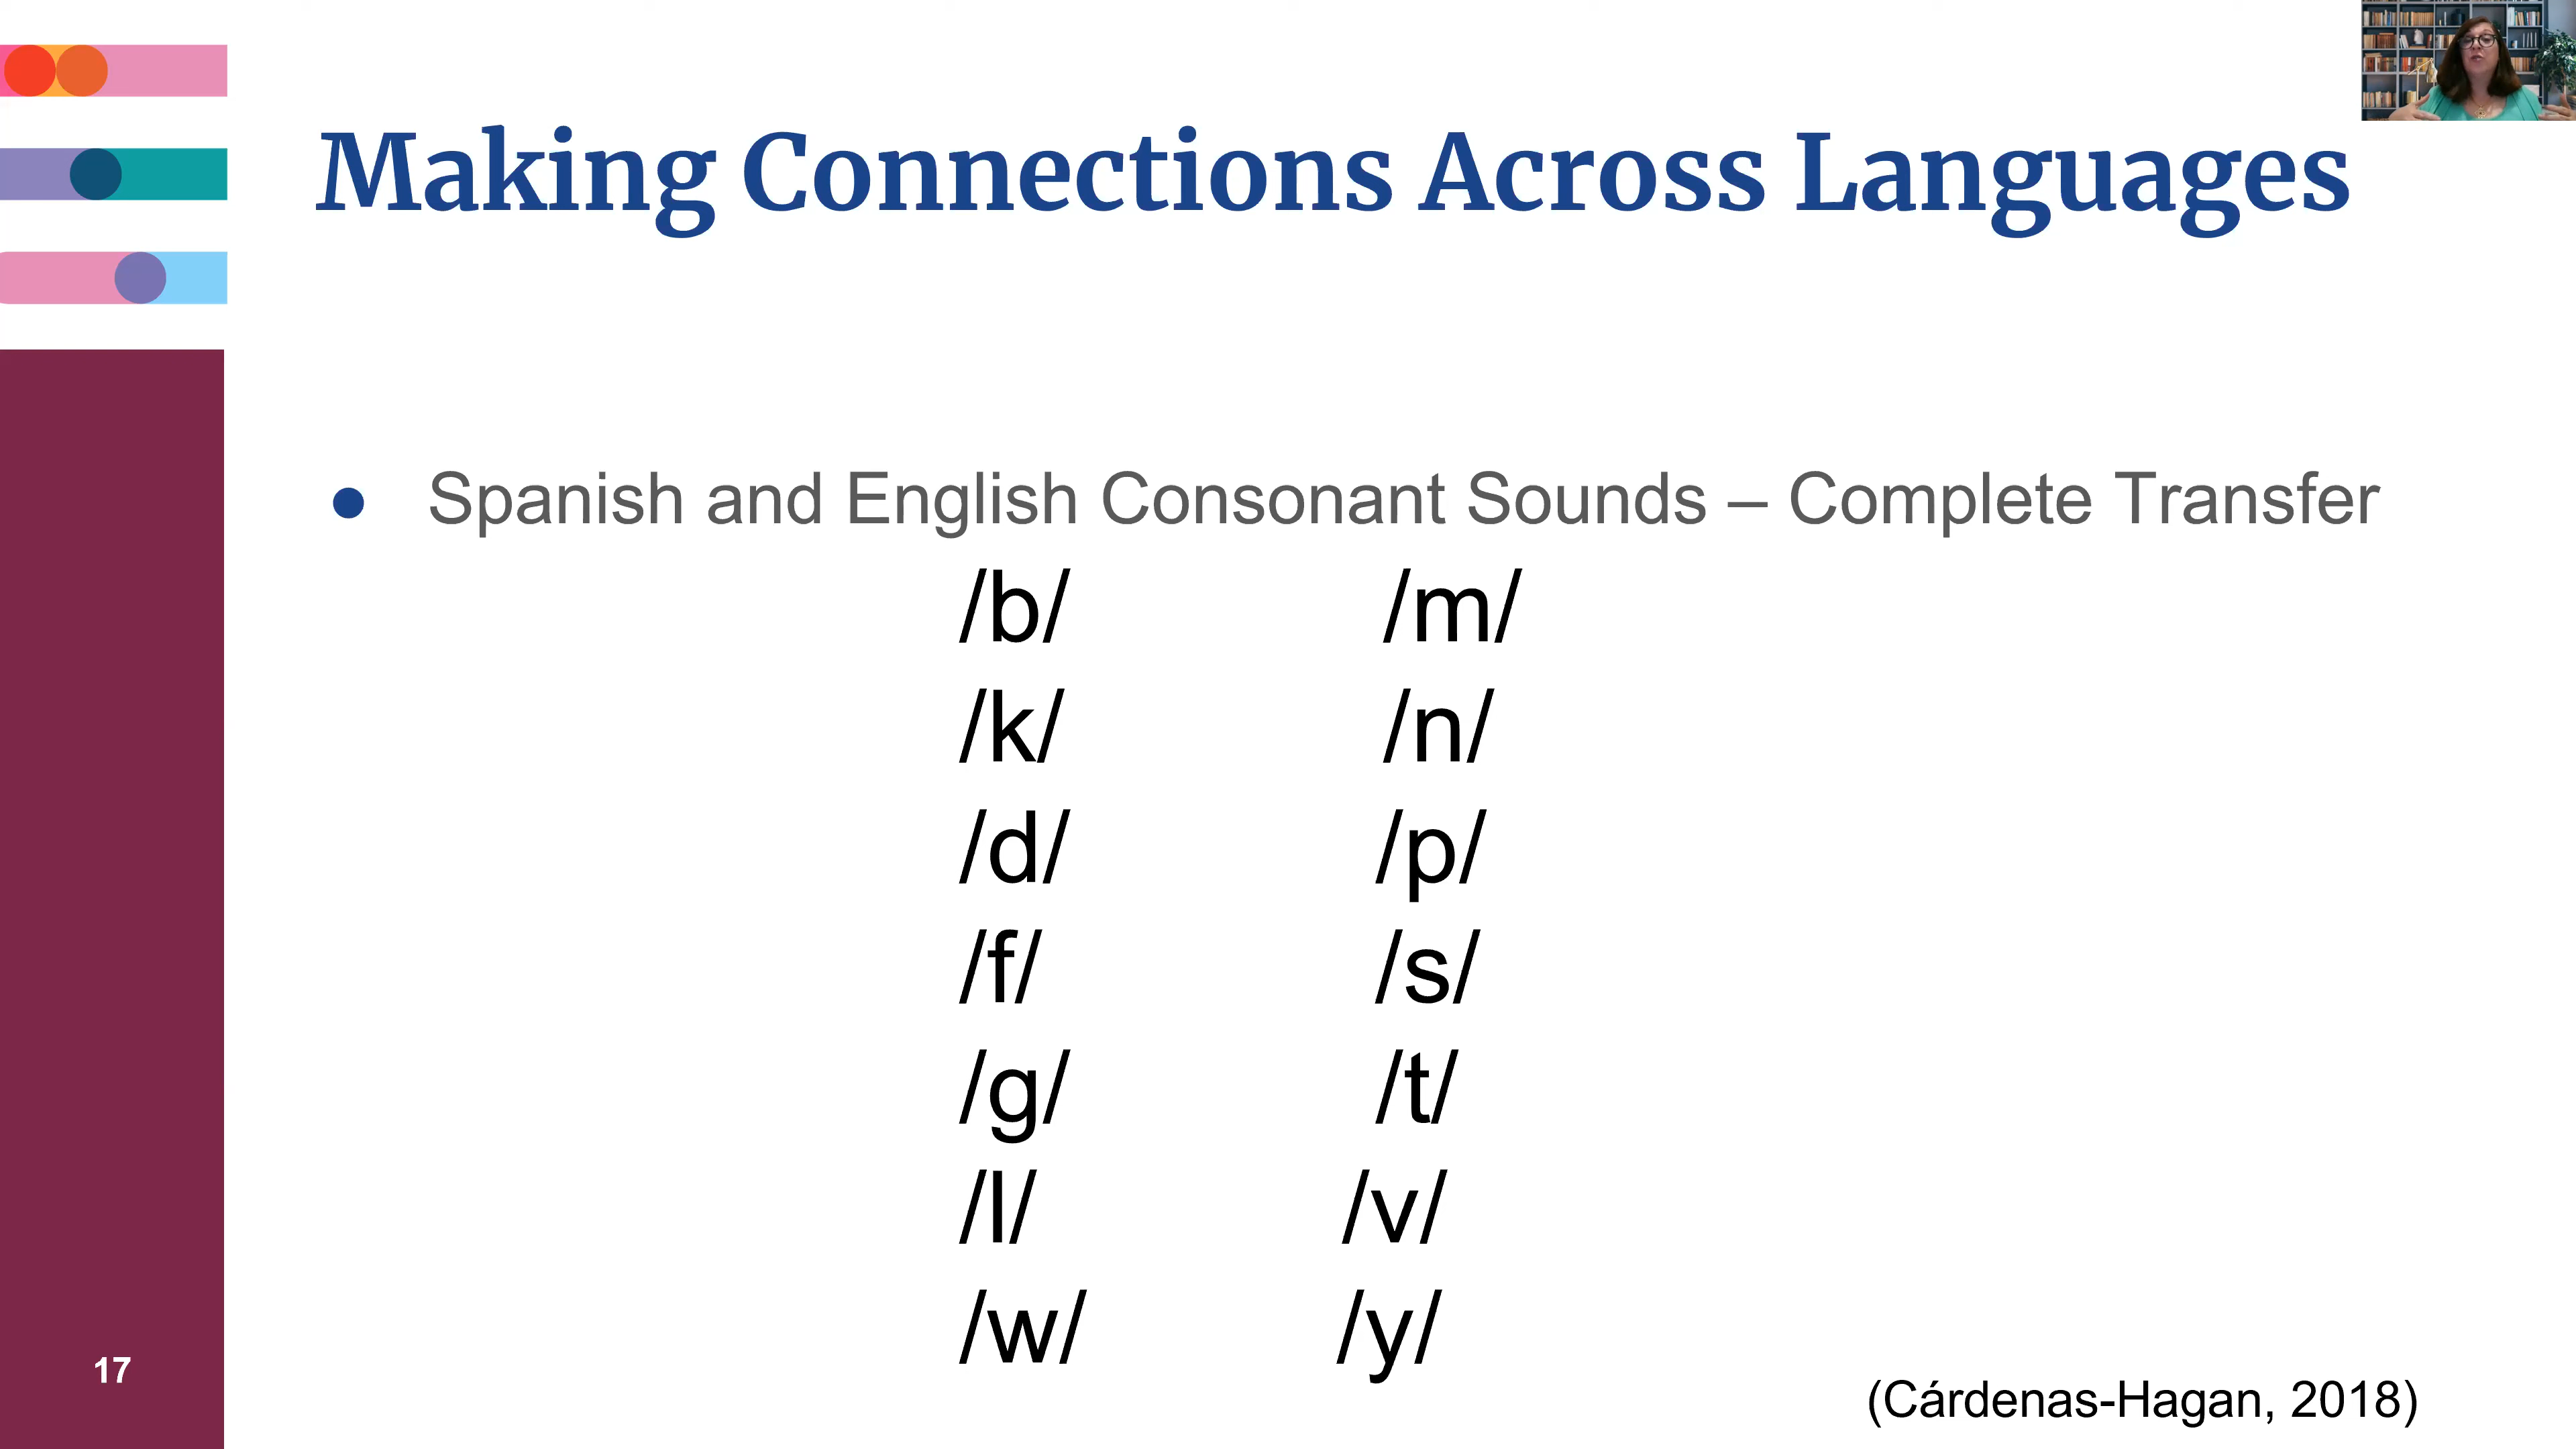 Making Connections Across Languages
● Spanish and English Consonant Sounds – Complete Transfer
/b/ /m/
/k/ /n/
/d/ /p/
/f/ /s/
/g/ /t/
/l/ /v/
/w/ /y/
17
(Cárdenas-Hagan, 2018)